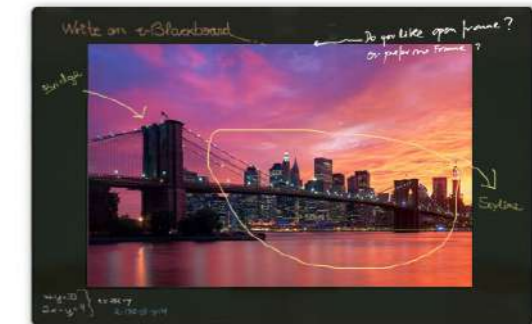 Write on e-Blackboard
Do you like open frame?
or prefer no Frame ?
Bridge
Skyline